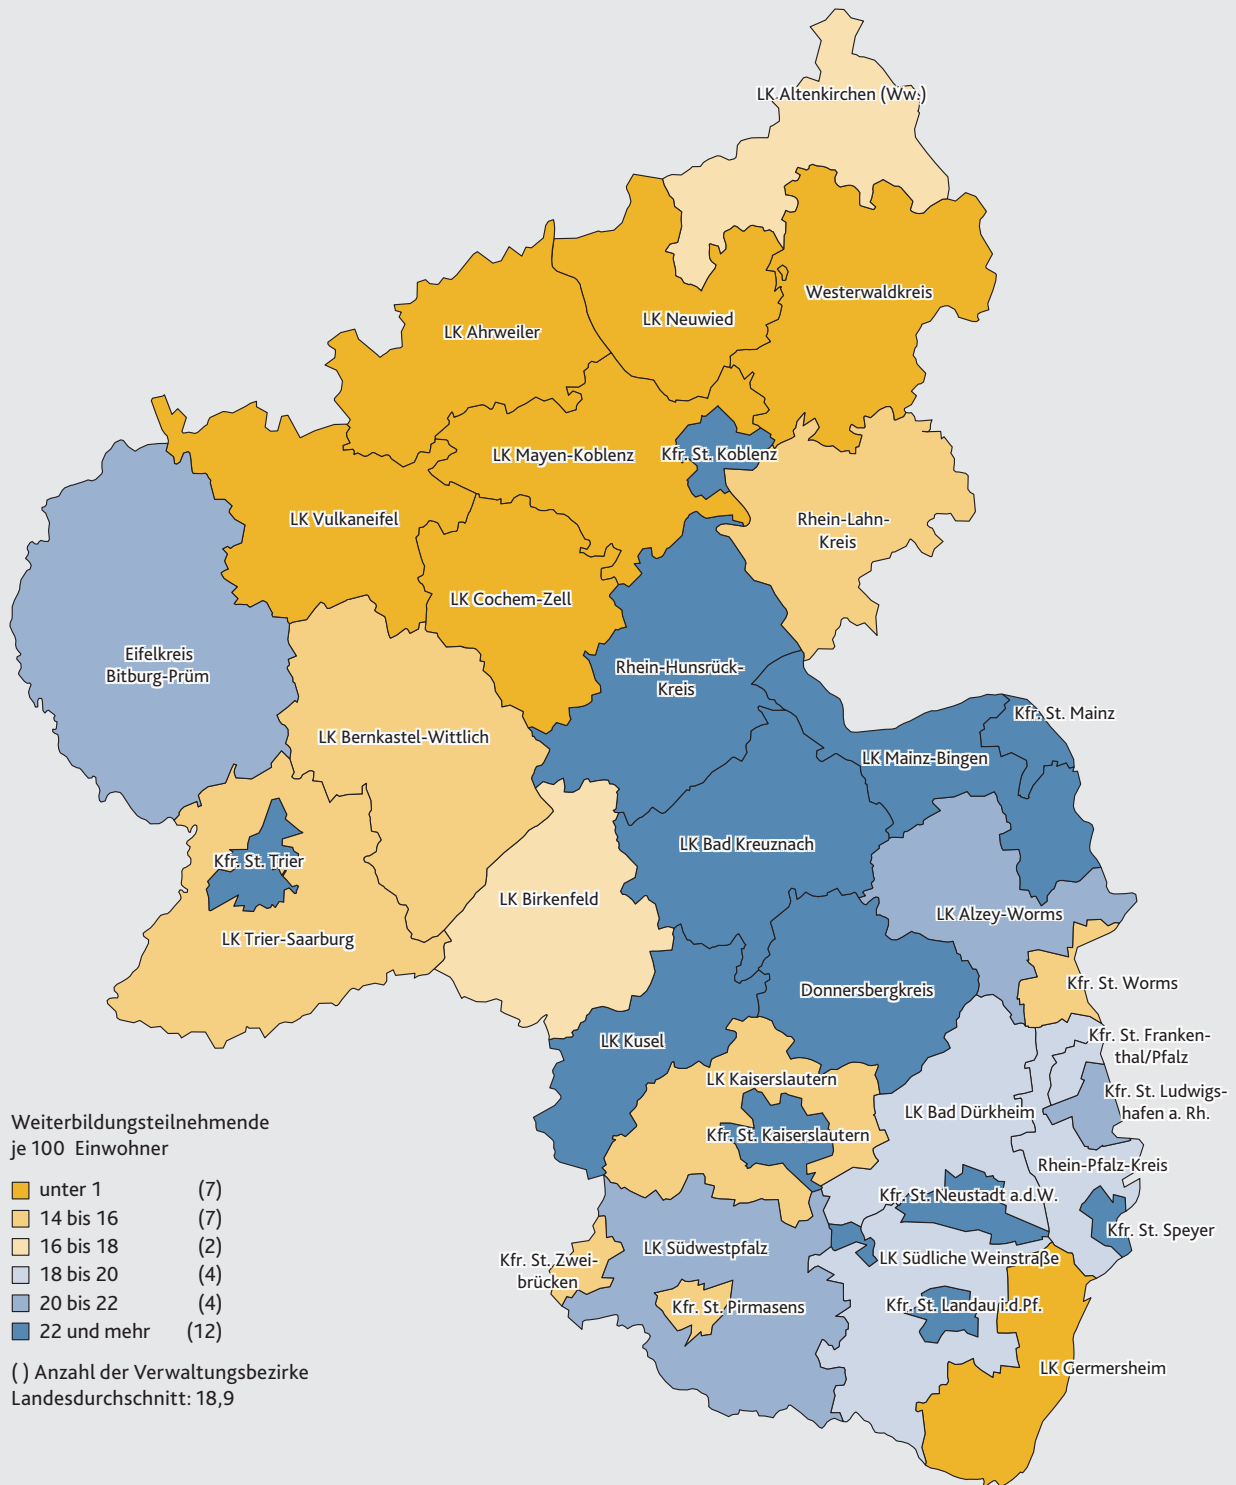 LK Altenkirchen (Ww.)
Westerwaldkreis
LK Neuwied
LK Ahrweiler
LK Mayen-Koblenz
Kfr. St. Koblenz
LK Vulkaneifel
Rhein-Lahn-
Kreis
LK Cochem-Zell
Eifelkreis
Bitburg-Prüm
Rhein-Hunsrück-
Kreis
Kfr. St. Mainz
LK Bernkastel-Wittlich
LK Mainz-Bingen
LK Bad Kreuznach
Kfr. St. Trier
LK Birkenfeld
LK Alzey-Worms
LK Trier-Saarburg
Kfr. St. Worms
Donnersbergkreis
LK Kusel
Kfr. St. Franken-
thal/Pfalz
LK Kaiserslautern
Kfr. St. Ludwigs-
hafen a. Rh.
LK Bad Dürkheim
Kfr. St. Kaiserslautern
Rhein-Pfalz-Kreis
Kfr. St. Neustadt a.d.W.
Kfr. St. Speyer
LK Südwestpfalz
LK Südliche Weinstraße
Kfr. St. Zwei-
brücken
Kfr. St. Pirmasens
Kfr. St. Landau i.d.Pf.
LK Germersheim
Weiterbildungsteilnehmende
je 100 Einwohner
unter 1 (7)
14 bis 16 (7)
16 bis 18 (2)
18 bis 20 (4)
20 bis 22 (4)
22 und mehr (12)
( ) Anzahl der Verwaltungsbezirke
Landesdurchschnitt: 18,9